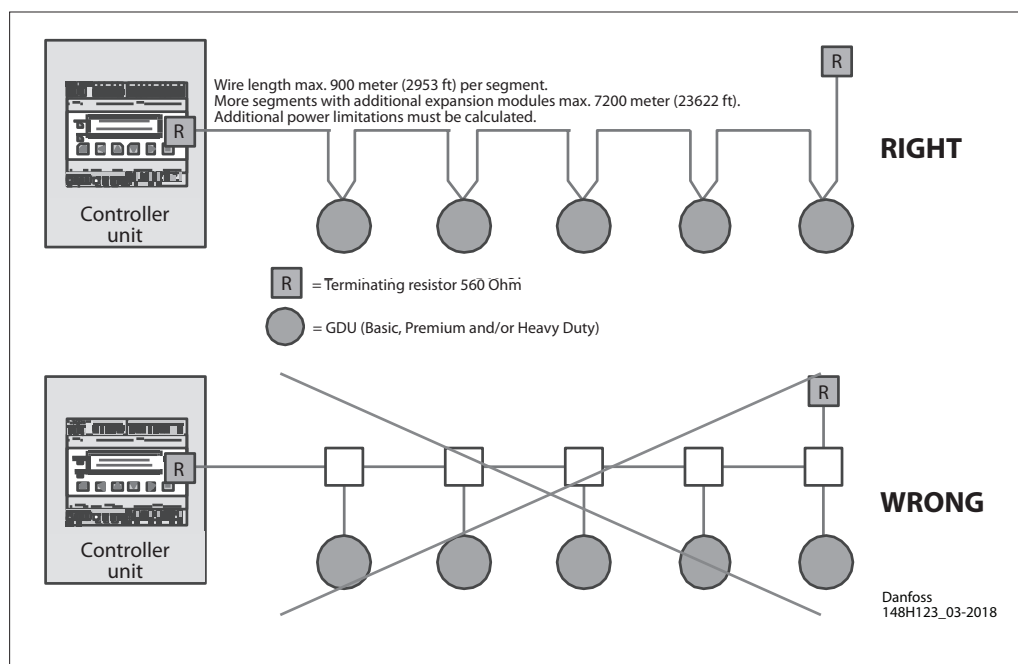 R
Wire length max. 900 meter (2953 ft) per segment.
More segments with additional expansion modules max. 7200 meter (23622 ft).
Additional power limitations must be calculated.
R
RIGHT
Controller
unit
R
= Terminating resistor 560 Ohm
= GDU (Basic, Premium and/or Heavy Duty)
R
R
WRONG
Controller
unit
Danfoss
148H123_03-2018